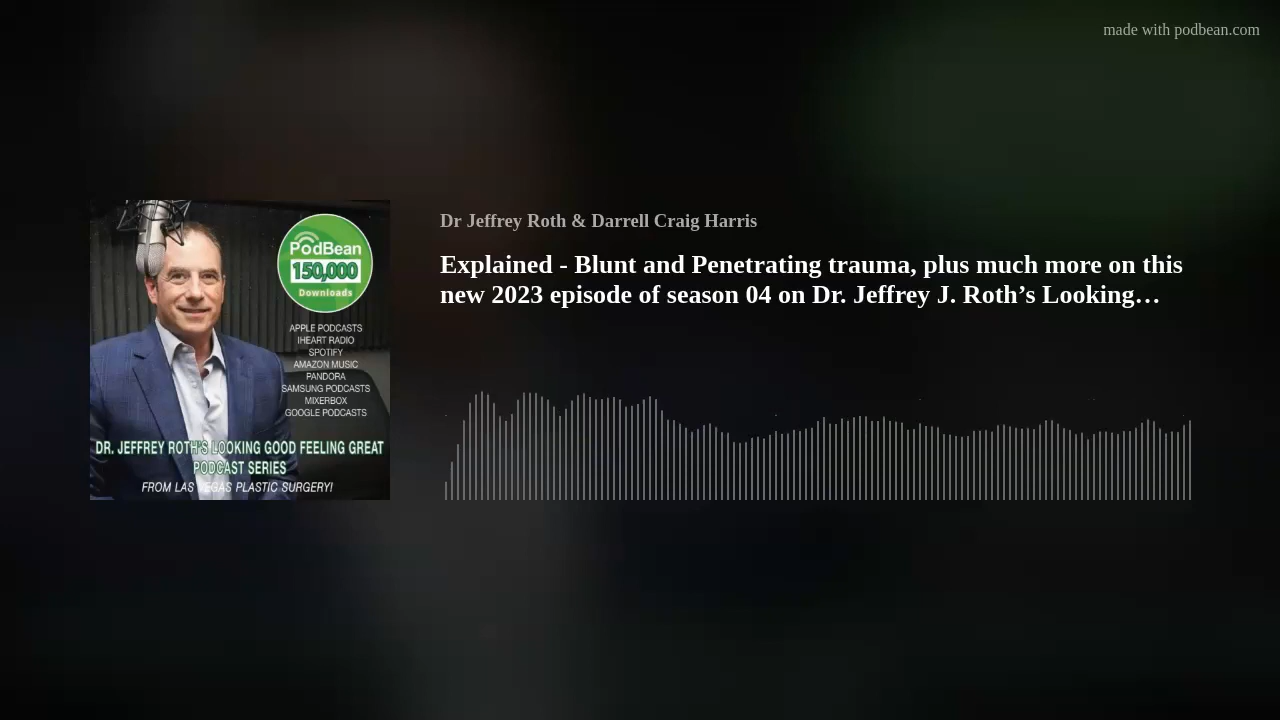 made with podbean.com
Dr Jeffrey Roth & Darrell Craig Harris
Explained - Blunt and Penetrating trauma, plus much more on this
new 2023 episode of season 04 on Dr. Jeffrey J. Roth’s Looking…
PodBean
150,000
Downloads
APPLE PODCASTS
IHEART RADIO
SPOTIFY
AMAZON MUSIC
PANDORA
SAMSUNG PODCASTS
MIXERBOX
GOOGLE PODCASTS
DR. JEFFREY ROTH'S LOOKING GOOD FEELING GREAT
PODCAST SERIES
FROM LAS VEGAS PLASTIC SURGERY!